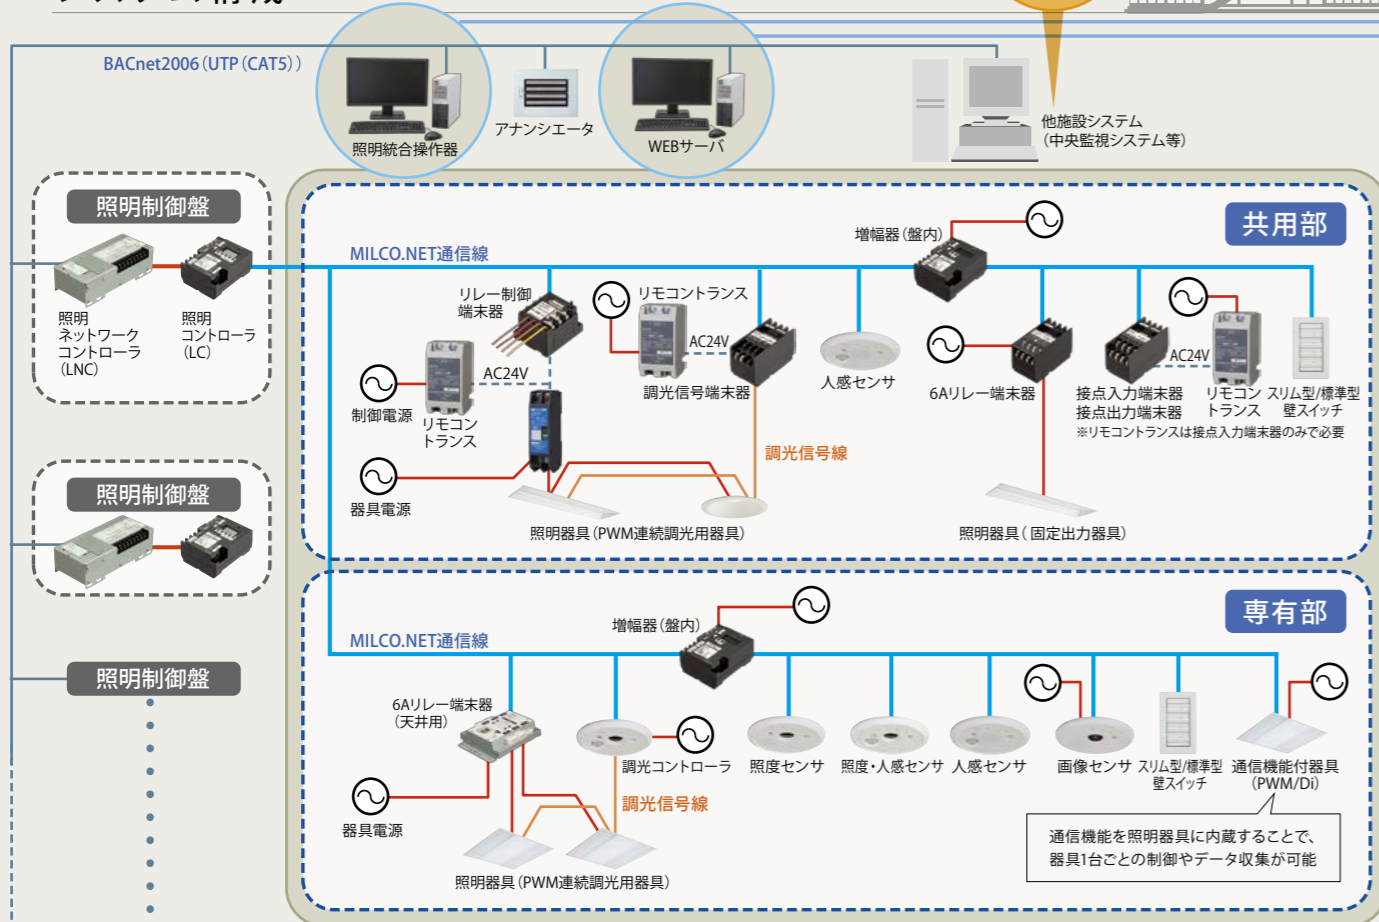 BACnet2006(UTP(CAT5))
照明統合操作器
アナンシエータ
WEBサーバ
他施設システム
(中央監視システム等)
照明制御盤
照明
ネットワーク
コントローラ
(LNC)
照明
コントローラ
(LC)
照明制御盤
照明制御盤
共用部
MILCO.NET通信線
増幅器(盤内)
リレー制御
端末器
リモコントランス
AC24V
調光信号端末器
人感センサ
6Aリレー端末器
接点入力端末器
接点出力端末器
AC24V
リモコン
トランス
スリム型/標準型
壁スイッチ
※リモコントランスは接点入力端末器のみで必要
制御電源
AC24V
リモコン
トランス
調光信号線
器具電源
照明器具(PWM連続調光用器具)
照明器具(固定出力器具)
専有部
MILCO.NET通信線
増幅器(盤内)
6Aリレー端末器
(天井用)
調光コントローラ
照度センサ
照度・人感センサ
人感センサ
画像センサ
スリム型/標準型
壁スイッチ
通信機能付器具
(PWM/Di)
調光信号線
器具電源
照明器具(PWM連続調光用器具)
通信機能を照明器具に内蔵することで、
器具1台ごとの制御やデータ収集が可能